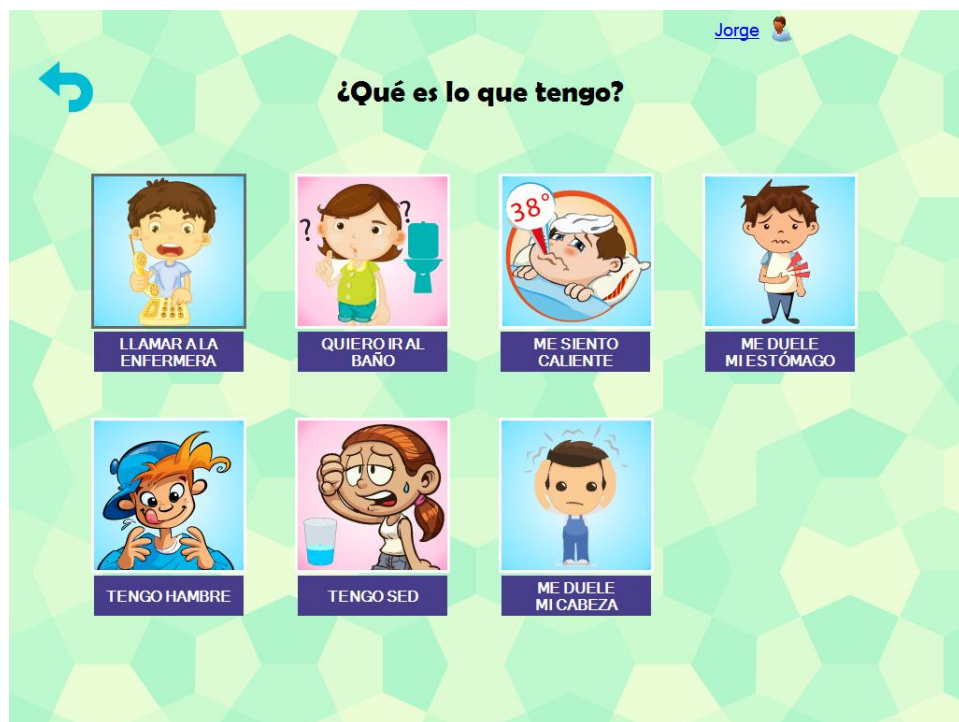 Jorge
¿Qué es lo que tengo?
? ?
38°
LLAMAR A LA
ENFERMERA
QUIERO IR AL
BAÑO
ME SIENTO
CALIENTE
ME DUELE
MI ESTÓMAGO
TENGO HAMBRE
TENGO SED
ME DUELE
MI CABEZA